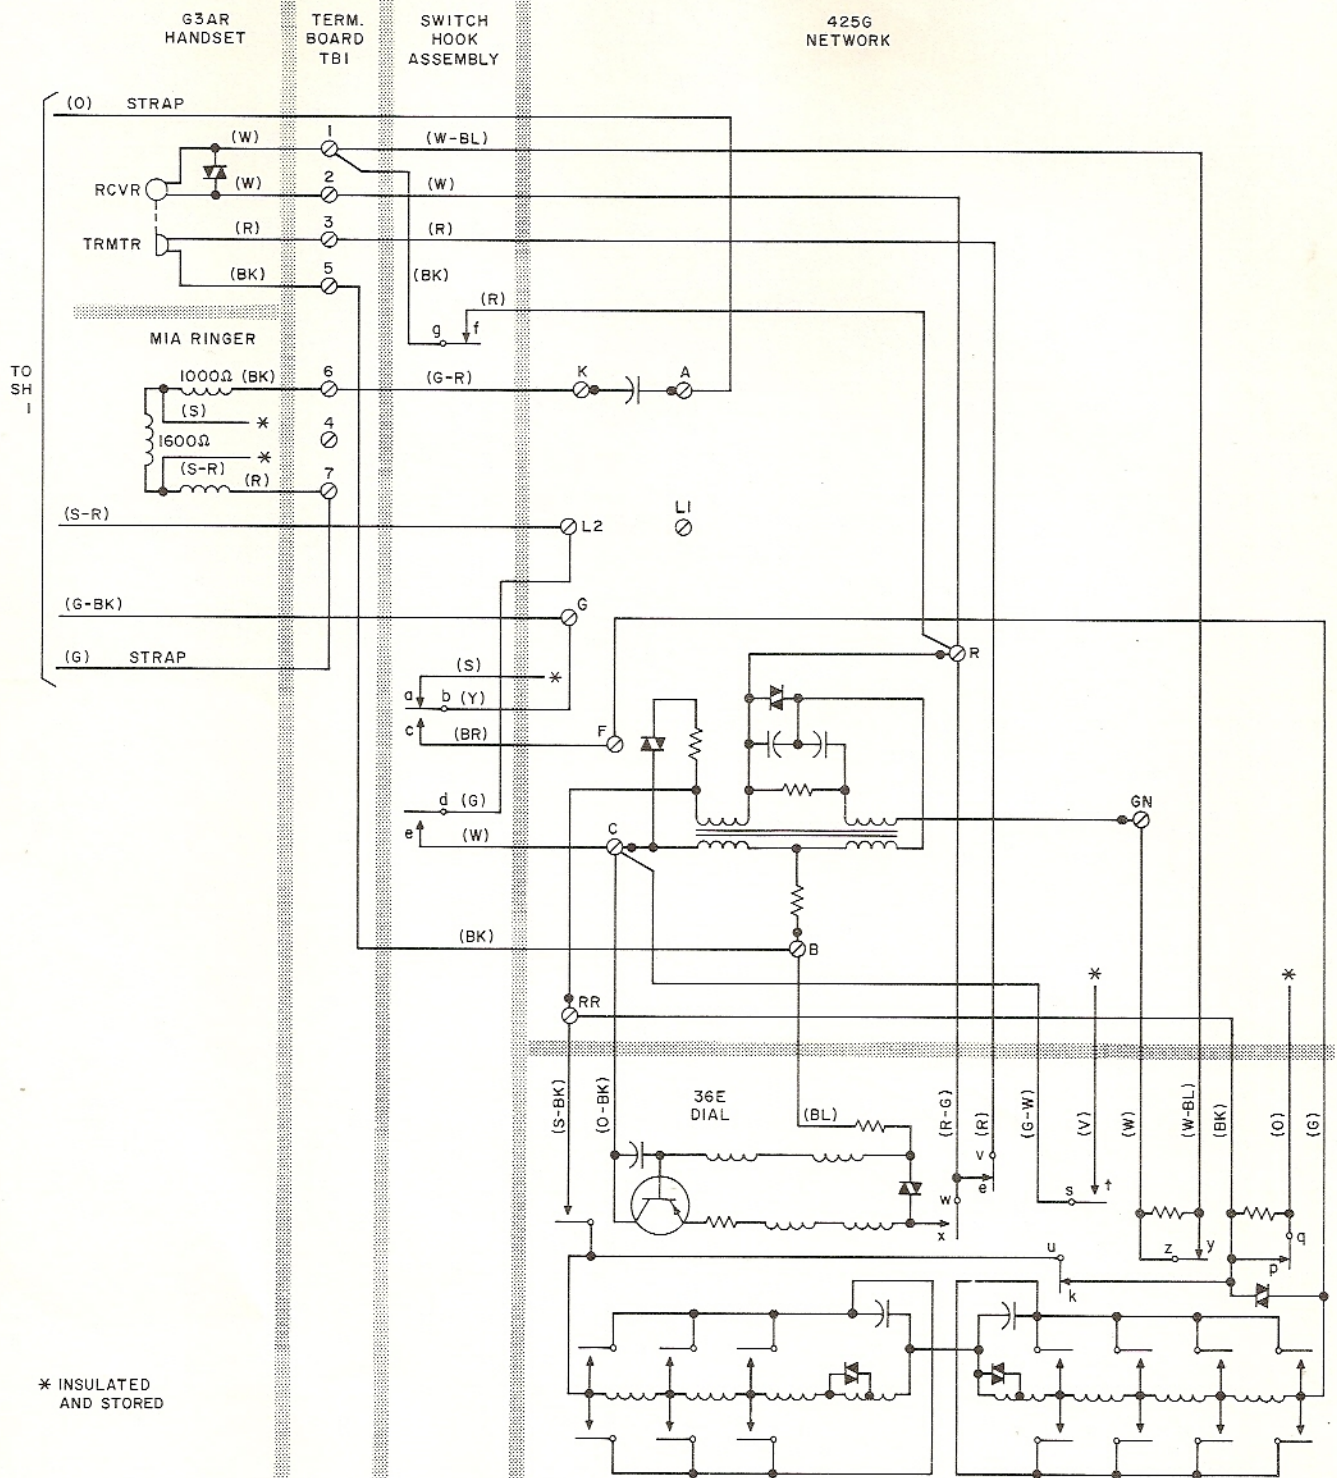 G3AR
HANDSET
TERM.
BOARD
TB1
SWITCH
HOOK
ASSEMBLY
425G
NETWORK
(O) STRAP
(W)
1
(W-BL)
RCVR
(W)
2
(W)
TRMTR
(R)
3
(R)
(BK)
5
(BK)
(R)
g
f
M1A RINGER
TO
SH
1
1000Ω (BK)
6
(G-R)
K
A
(S)
*
4
1600Ω
*
(S-R)
(R)
7
(S-R)
L2
L1
(G-BK)
G
(G) STRAP
R
(S)
*
a
b
(Y)
c
(BR)
F
d
(G)
GN
e
(W)
C
(BK)
B
*
*
RR
(S-BK)
(O-BK)
36E
DIAL
(BL)
(R-G)
(R)
(G-W)
(V)
(W)
(W-BL)
(BK)
(O)
(G)
v
e
w
s
t
x
u
z
y
q
p
k
* INSULATED
AND STORED